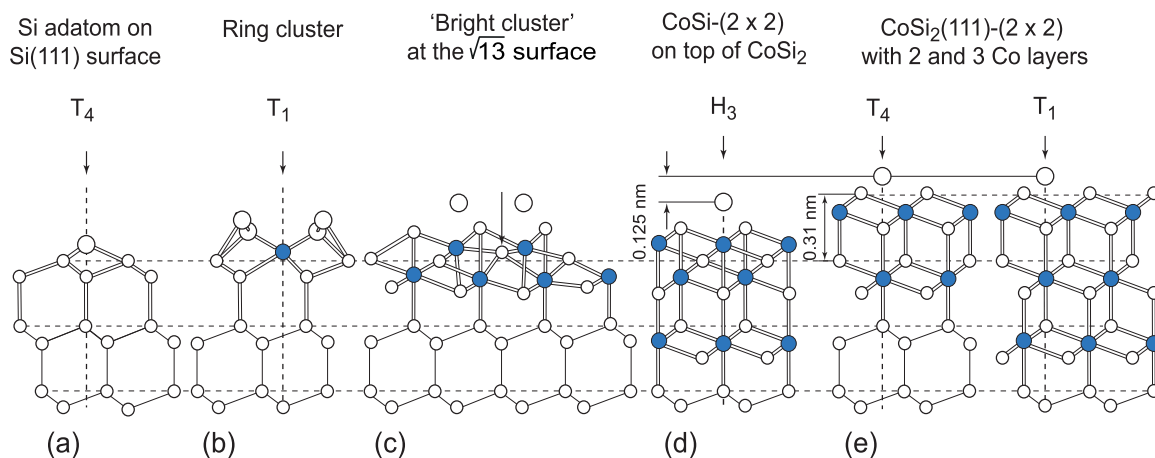 Si adatom on
Si(111) surface
Ring cluster
'Bright cluster'
at the √13 surface
CoSi-(2 x 2)
on top of CoSi₂
CoSi₂(111)-(2 x 2)
with 2 and 3 Co layers
T₄
T₁
H₃
T₄
T₁
0.125 nm
0.31 nm
(a)
(b)
(c)
(d)
(e)